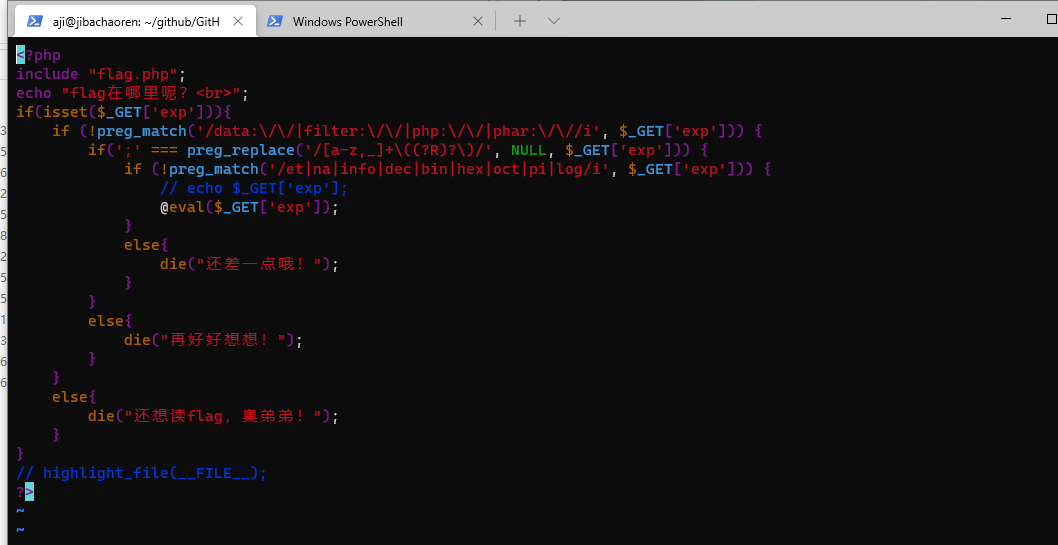 aji@jibachaoren: ~/github/GitH
Windows PowerShell
<?php
include "flag.php";
echo "flag在哪里呢？<br>";
if(isset($_GET['exp'])){
    if (!preg_match('/data:\/\/|filter:\/\/|php:\/\/|phar:\/\//i', $_GET['exp'])) {
        if(';' === preg_replace('/[a-z,_]+\((?R)?\)/', NULL, $_GET['exp'])) {
            if (!preg_match('/et|na|info|dec|bin|hex|oct|pi|log/i', $_GET['exp'])) {
                // echo $_GET['exp'];
                @eval($_GET['exp']);
            }
            else{
                die("还差一点哦！");
            }
        }
        else{
            die("再好好想想！");
        }
    }
    else{
        die("还想读flag，臭弟弟！");
    }
}
// highlight_file(__FILE__);
?>
~
~